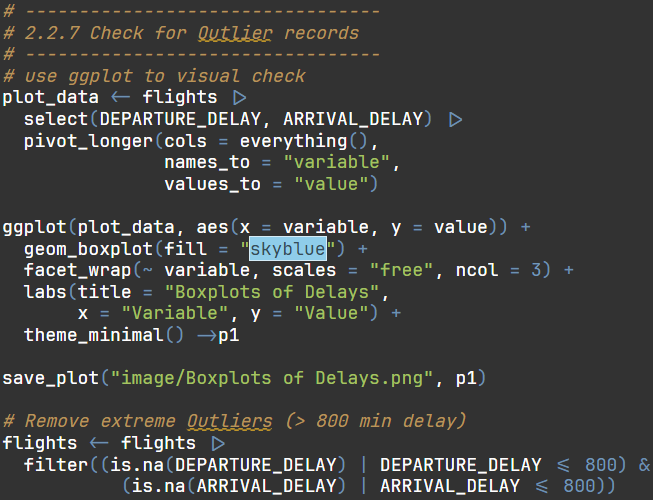 # ---------------------------------
# 2.2.7 Check for Outlier records
# ---------------------------------
# use ggplot to visual check
plot_data <- flights |>
  select(DEPARTURE_DELAY, ARRIVAL_DELAY) |>
  pivot_longer(cols = everything(),
               names_to = "variable",
               values_to = "value")

ggplot(plot_data, aes(x = variable, y = value)) +
  geom_boxplot(fill = "skyblue") +
  facet_wrap(~ variable, scales = "free", ncol = 3) +
  labs(title = "Boxplots of Delays",
       x = "Variable", y = "Value") +
  theme_minimal() ->p1

save_plot("image/Boxplots of Delays.png", p1)

# Remove extreme Outliers (> 800 min delay)
flights <- flights |>
  filter((is.na(DEPARTURE_DELAY) | DEPARTURE_DELAY <= 800) &
           (is.na(ARRIVAL_DELAY) | ARRIVAL_DELAY <= 800))